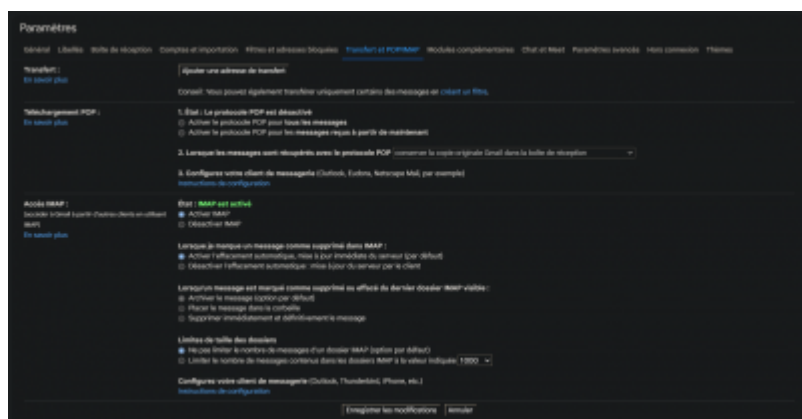 Paramètres
Général Libellés Boîte de réception Comptes et importation Filtres et adresses bloquées Transfert et POP/IMAP Modules complémentaires Chat et Meet Paramètres avancés Hors connexion Thèmes
Transfert :
En savoir plus
Ajouter une adresse de transfert
Conseil : Vous pouvez également transférer uniquement certains des messages en créant un filtre.
Téléchargement POP :
En savoir plus
1. État : Le protocole POP est désactivé
Activer le protocole POP pour tous les messages
Activer le protocole POP pour les messages reçus à partir de maintenant
2. Lorsque les messages sont récupérés avec le protocole POP conserver la copie originale Gmail dans la boîte de réception
3. Configurez votre client de messagerie (Outlook, Eudora, Netscape Mail, par exemple)
Instructions de configuration
Accès IMAP :
(accéder à Gmail à partir d'autres clients en utilisant
IMAP)
En savoir plus
État : IMAP est activé
Activer IMAP
Désactiver IMAP
Lorsque je marque un message comme supprimé dans IMAP :
Activer l'effacement automatique, mise à jour immédiate du serveur (par défaut)
Désactiver l'effacement automatique : mise à jour du serveur par le client
Lorsqu'un message est marqué comme supprimé ou effacé du dernier dossier IMAP visible :
Archiver le message (option par défaut)
Placer le message dans la corbeille
Supprimer immédiatement et définitivement le message
Limites de taille des dossiers
Ne pas limiter le nombre de messages d'un dossier IMAP (option par défaut)
Limiter le nombre de messages contenus dans les dossiers IMAP à la valeur indiquée 1000
Configurez votre client de messagerie (Outlook, Thunderbird, iPhone, etc.)
Instructions de configuration
Enregistrer les modifications Annuler